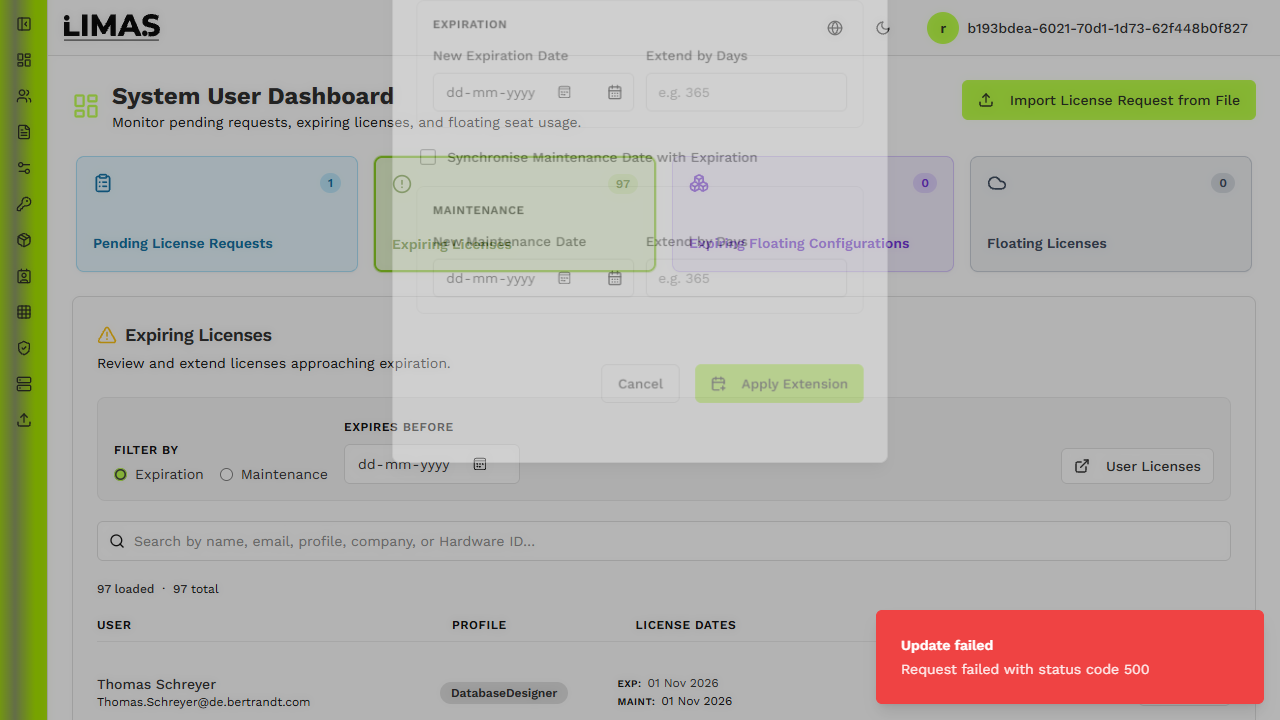 LIMAS
r
b193bdea-6021-70d1-1d73-62f448b0f827
EXPIRATION
New Expiration Date
Extend by Days
dd-mm-yyyy
e.g. 365
System User Dashboard
Monitor pending requests, expiring licenses, and floating seat usage.
Import License Request from File
Synchronise Maintenance Date with Expiration
1
Pending License Requests
97
Expiring Licenses
0
Expiring Floating Configurations
0
Floating Licenses
MAINTENANCE
New Maintenance Date
Extend by Days
dd-mm-yyyy
e.g. 365
Cancel
Apply Extension
Expiring Licenses
Review and extend licenses approaching expiration.
FILTER BY
Expiration
Maintenance
EXPIRES BEFORE
dd-mm-yyyy
User Licenses
Search by name, email, profile, company, or Hardware ID...
97 loaded · 97 total
USER
PROFILE
LICENSE DATES
Thomas Schreyer
Thomas.Schreyer@de.bertrandt.com
DatabaseDesigner
EXP: 01 Nov 2026
MAINT: 01 Nov 2026
Update failed
Request failed with status code 500